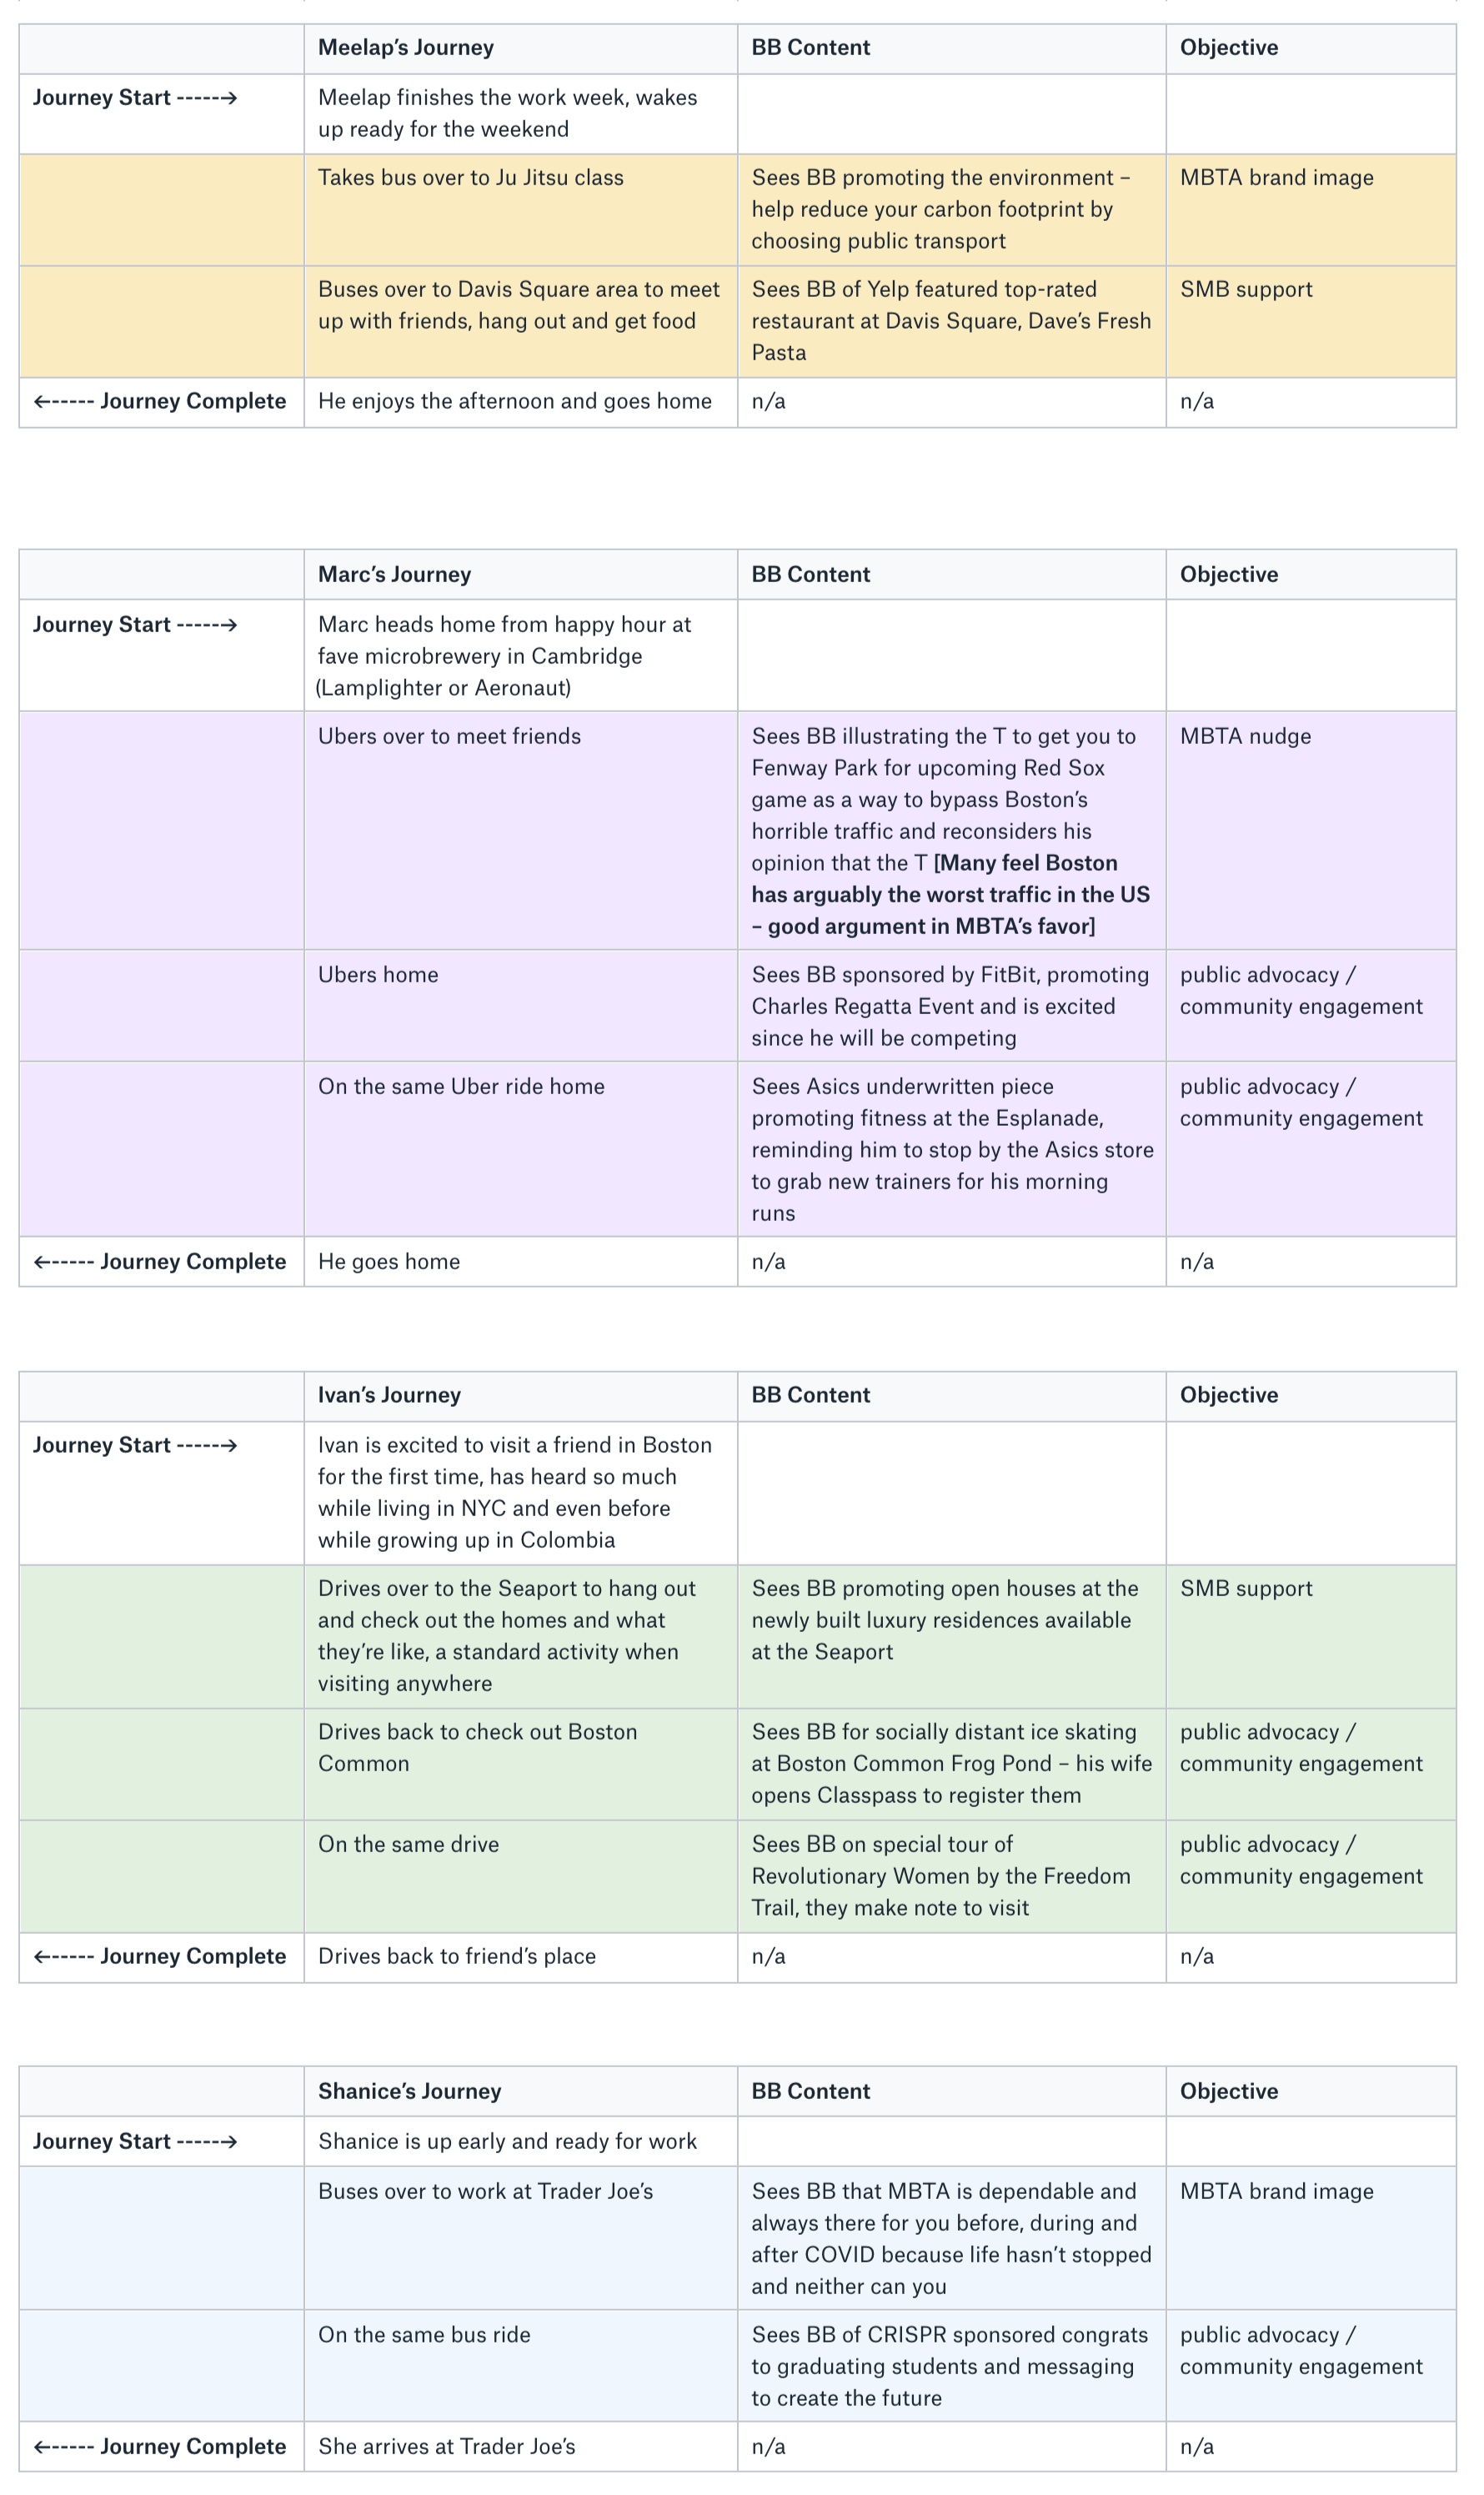 Meelap’s Journey BB Content Objective
Journey Start -----→ Meelap finishes the work week, wakes
up ready for the weekend
Takes bus over to Ju Jitsu class
Sees BB promoting the environment –
help reduce your carbon footprint by
choosing public transport
MBTA brand image
Buses over to Davis Square area to meet
up with friends, hang out and get food
Sees BB of Yelp featured top-rated
restaurant at Davis Square, Dave’s Fresh
Pasta
SMB support
←----- Journey Complete He enjoys the afternoon and goes home n/a n/a
Marc’s Journey BB Content Objective
Journey Start -----→ Marc heads home from happy hour at
fave microbrewery in Cambridge
(Lamplighter or Aeronaut)
Ubers over to meet friends
Sees BB illustrating the T to get you to
Fenway Park for upcoming Red Sox
game as a way to bypass Boston’s
horrible traffic and reconsiders his
opinion that the T [Many feel Boston
has arguably the worst traffic in the US
– good argument in MBTA’s favor]
MBTA nudge
Ubers home
Sees BB sponsored by FitBit, promoting
Charles Regatta Event and is excited
since he will be competing
public advocacy /
community engagement
On the same Uber ride home
Sees Asics underwritten piece
promoting fitness at the Esplanade,
reminding him to stop by the Asics store
to grab new trainers for his morning
runs
public advocacy /
community engagement
←----- Journey Complete He goes home n/a n/a
Ivan’s Journey BB Content Objective
Journey Start -----→ Ivan is excited to visit a friend in Boston
for the first time, has heard so much
while living in NYC and even before
while growing up in Colombia
Drives over to the Seaport to hang out
and check out the homes and what
they’re like, a standard activity when
visiting anywhere
Sees BB promoting open houses at the
newly built luxury residences available
at the Seaport
SMB support
Drives back to check out Boston
Common
Sees BB for socially distant ice skating
at Boston Common Frog Pond – his wife
opens Classpass to register them
public advocacy /
community engagement
On the same drive
Sees BB on special tour of
Revolutionary Women by the Freedom
Trail, they make note to visit
public advocacy /
community engagement
←----- Journey Complete Drives back to friend’s place n/a n/a
Shanice’s Journey BB Content Objective
Journey Start -----→ Shanice is up early and ready for work
Buses over to work at Trader Joe’s
Sees BB that MBTA is dependable and
always there for you before, during and
after COVID because life hasn’t stopped
and neither can you
MBTA brand image
On the same bus ride
Sees BB of CRISPR sponsored congrats
to graduating students and messaging
to create the future
public advocacy /
community engagement
←----- Journey Complete She arrives at Trader Joe’s n/a n/a